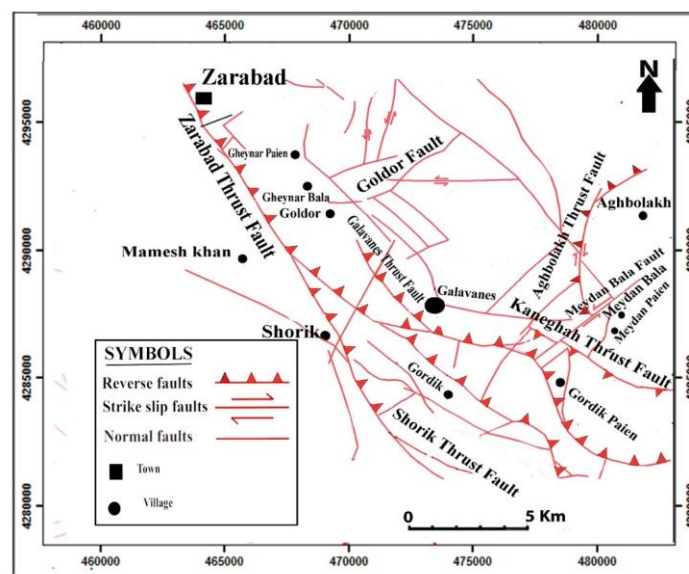 460000 465000 470000 475000 480000
4295000
4290000
4285000
4280000
N
Zarabad
Zarabad Thrust Fault
Gheynar Paien
Gheynar Bala
Goldor
Goldor Fault
Mamesh khan
Galavanes Thrust Fault
Galavanes
Aghbolakh Thrust Fault
Aghbolakh
Meydan Bala Fault
Meydan Bala
Meydan Paien
Kaneghah Thrust Fault
Shorik
Gordik
Gordik Paien
Shorik Thrust Fault
SYMBOLS
Reverse faults
Strike slip faults
Normal faults
Town
Village
0 5 Km
460000 465000 470000 475000 480000